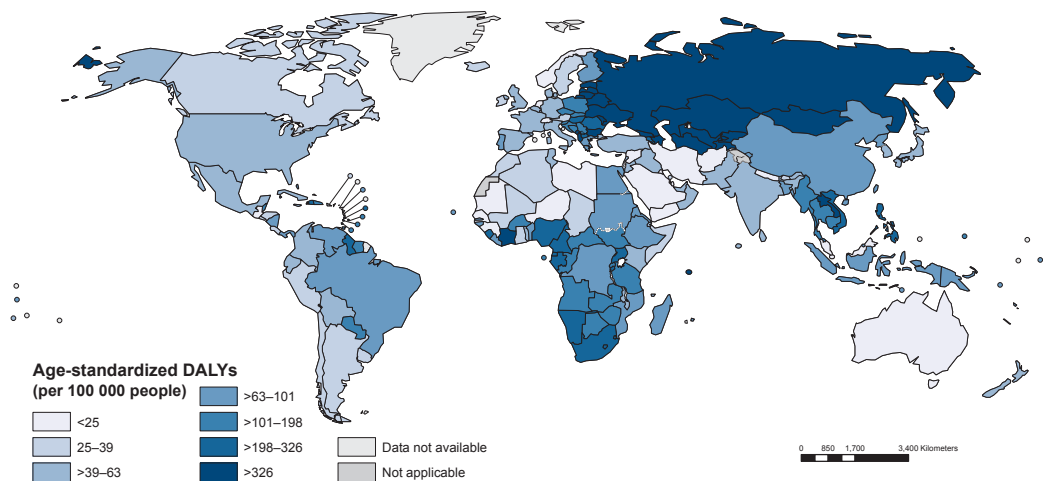 Age-standardized DALYs
(per 100 000 people)
<25
25–39
>39–63
>63–101
>101–198
>198–326
>326
Data not available
Not applicable
0 850 1,700 3,400 Kilometers